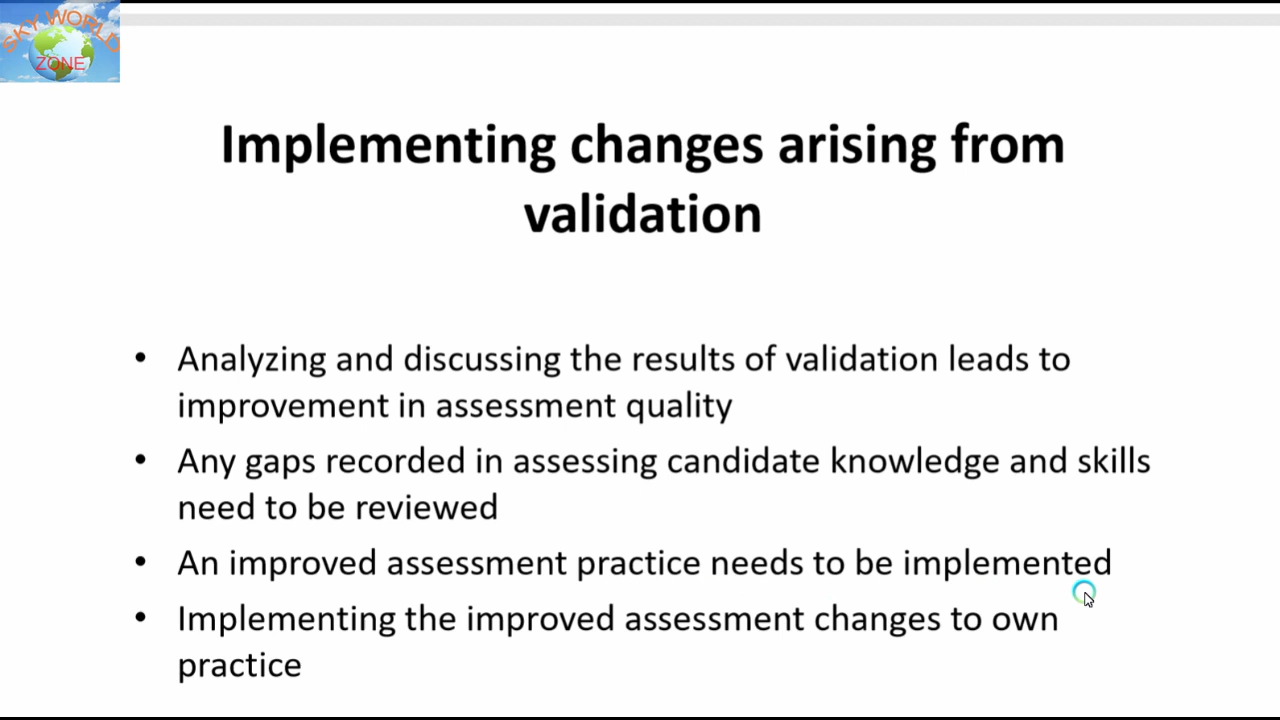 SKY WORLD
ZONE
Implementing changes arising from
validation
• Analyzing and discussing the results of validation leads to
improvement in assessment quality
• Any gaps recorded in assessing candidate knowledge and skills
need to be reviewed
• An improved assessment practice needs to be implemented
• Implementing the improved assessment changes to own
practice